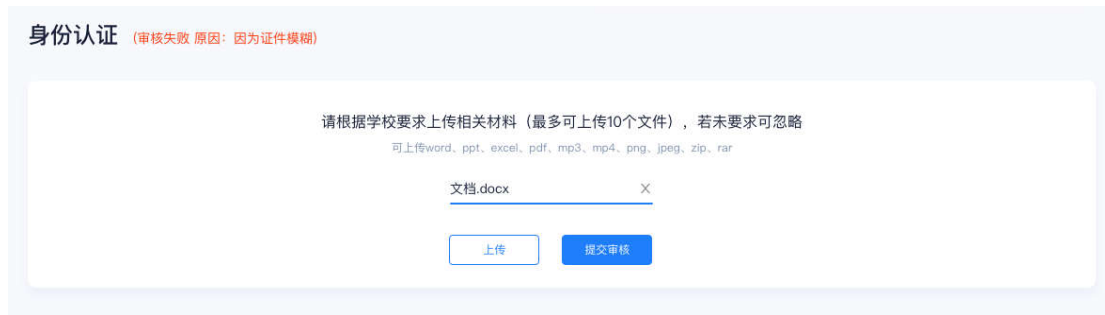 身份认证 (审核失败 原因：因为证件模糊)
请根据学校要求上传相关材料（最多可上传10个文件），若未要求可忽略
可上传word、ppt、excel、pdf、mp3、mp4、png、jpeg、zip、rar
文档.docx X
上传 提交审核